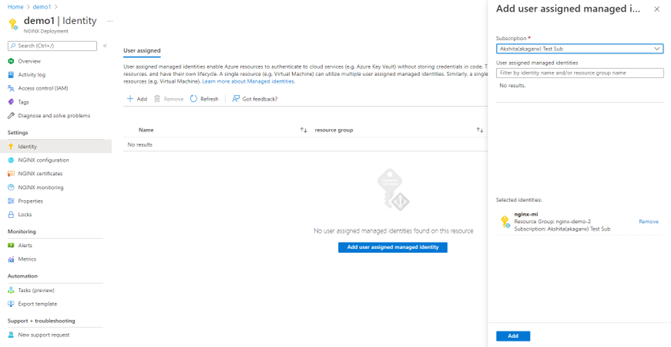 Home > demo1 >
demo1 | Identity
NGINX Deployment
Search (Ctrl+/)
Overview
Activity log
Access control (IAM)
Tags
Diagnose and solve problems
Settings
Identity
NGINX configuration
NGINX certificates
NGINX monitoring
Properties
Locks
Monitoring
Alerts
Metrics
Automation
Tasks (preview)
Export template
Support + troubleshooting
New support request
User assigned
User assigned managed identities enable Azure resources to authenticate to cloud services (e.g. Azure Key Vault) without storing credentials in code. T
resources, and have their own lifecycle. A single resource (e.g. Virtual Machine) can utilize multiple user assigned managed identities. Similarly, a single
resources (e.g. Virtual Machine). Learn more about Managed identities.
Add Remove Refresh Got feedback?
Name resource group
No results
No user assigned managed identities found on this resource
Add user assigned managed identity
Add user assigned managed i...
Subscription *
Akshita(akagarw) Test Sub
User assigned managed identities
Filter by identity name and/or resource group name
No results.
Selected identities:
nginx-mi
Resource Group: nginx-demo-2
Subscription: Akshita(akagarw) Test Sub
Remove
Add